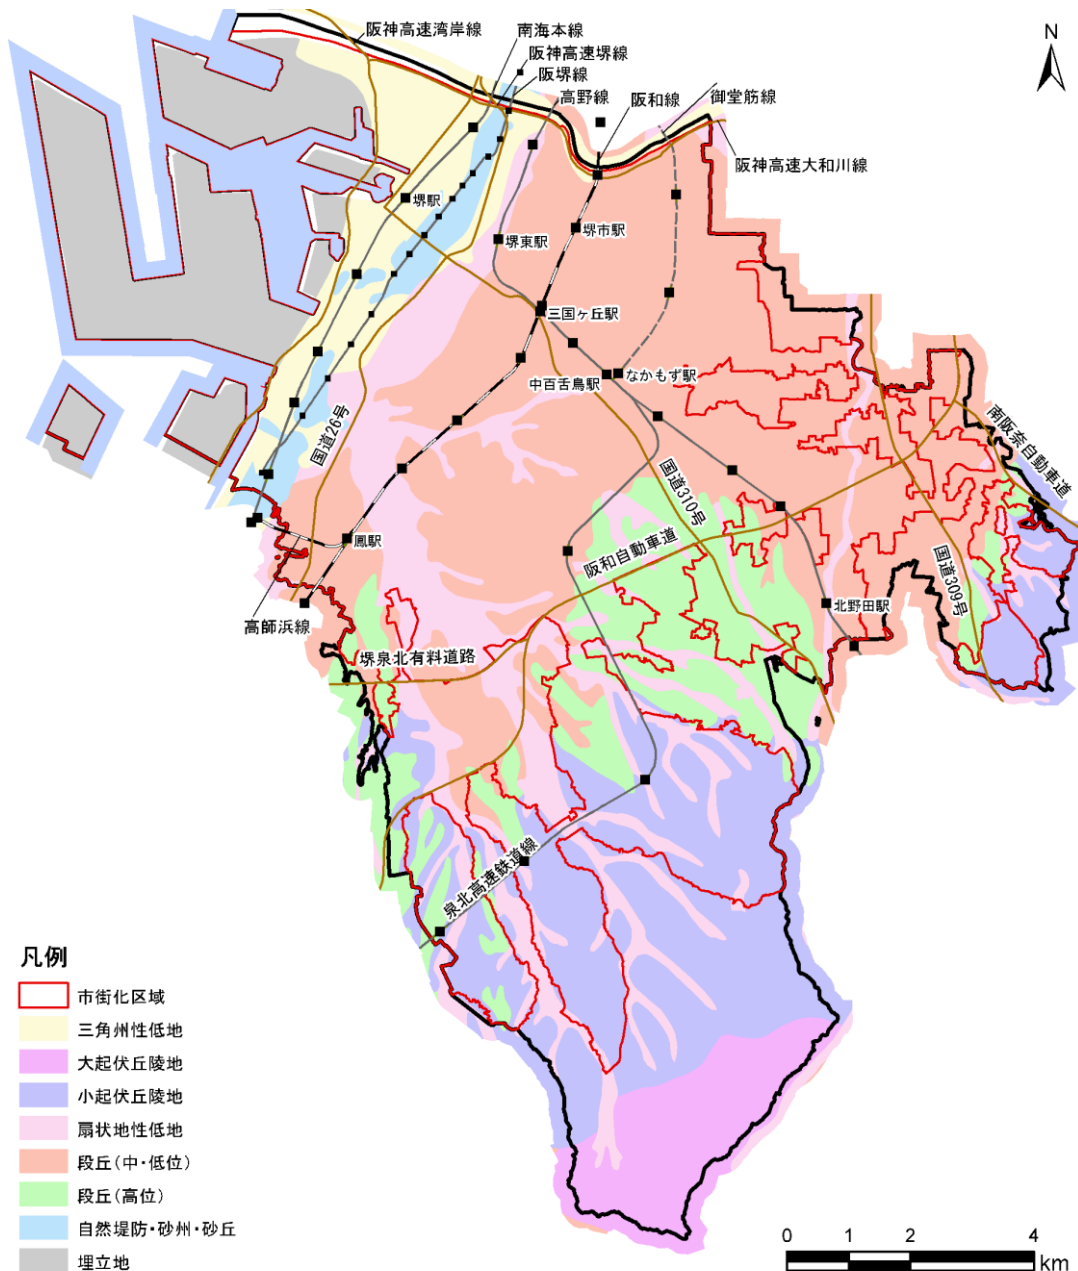 阪神高速湾岸線
南海本線
阪神高速堺線
阪堺線
高野線
阪和線
御堂筋線
N
阪神高速大和川線
堺駅
堺東駅
堺市駅
三国ヶ丘駅
中百舌鳥駅
なかもず駅
国道26号
南阪奈自動車道
国道310号
阪和自動車道
鳳駅
国道309号
北野田駅
高師浜線
堺泉北有料道路
泉北高速鉄道線
凡例
市街化区域
三角州性低地
大起伏丘陵地
小起伏丘陵地
扇状地性低地
段丘(中・低位)
段丘(高位)
自然堤防・砂州・砂丘
埋立地
0 1 2 4
km